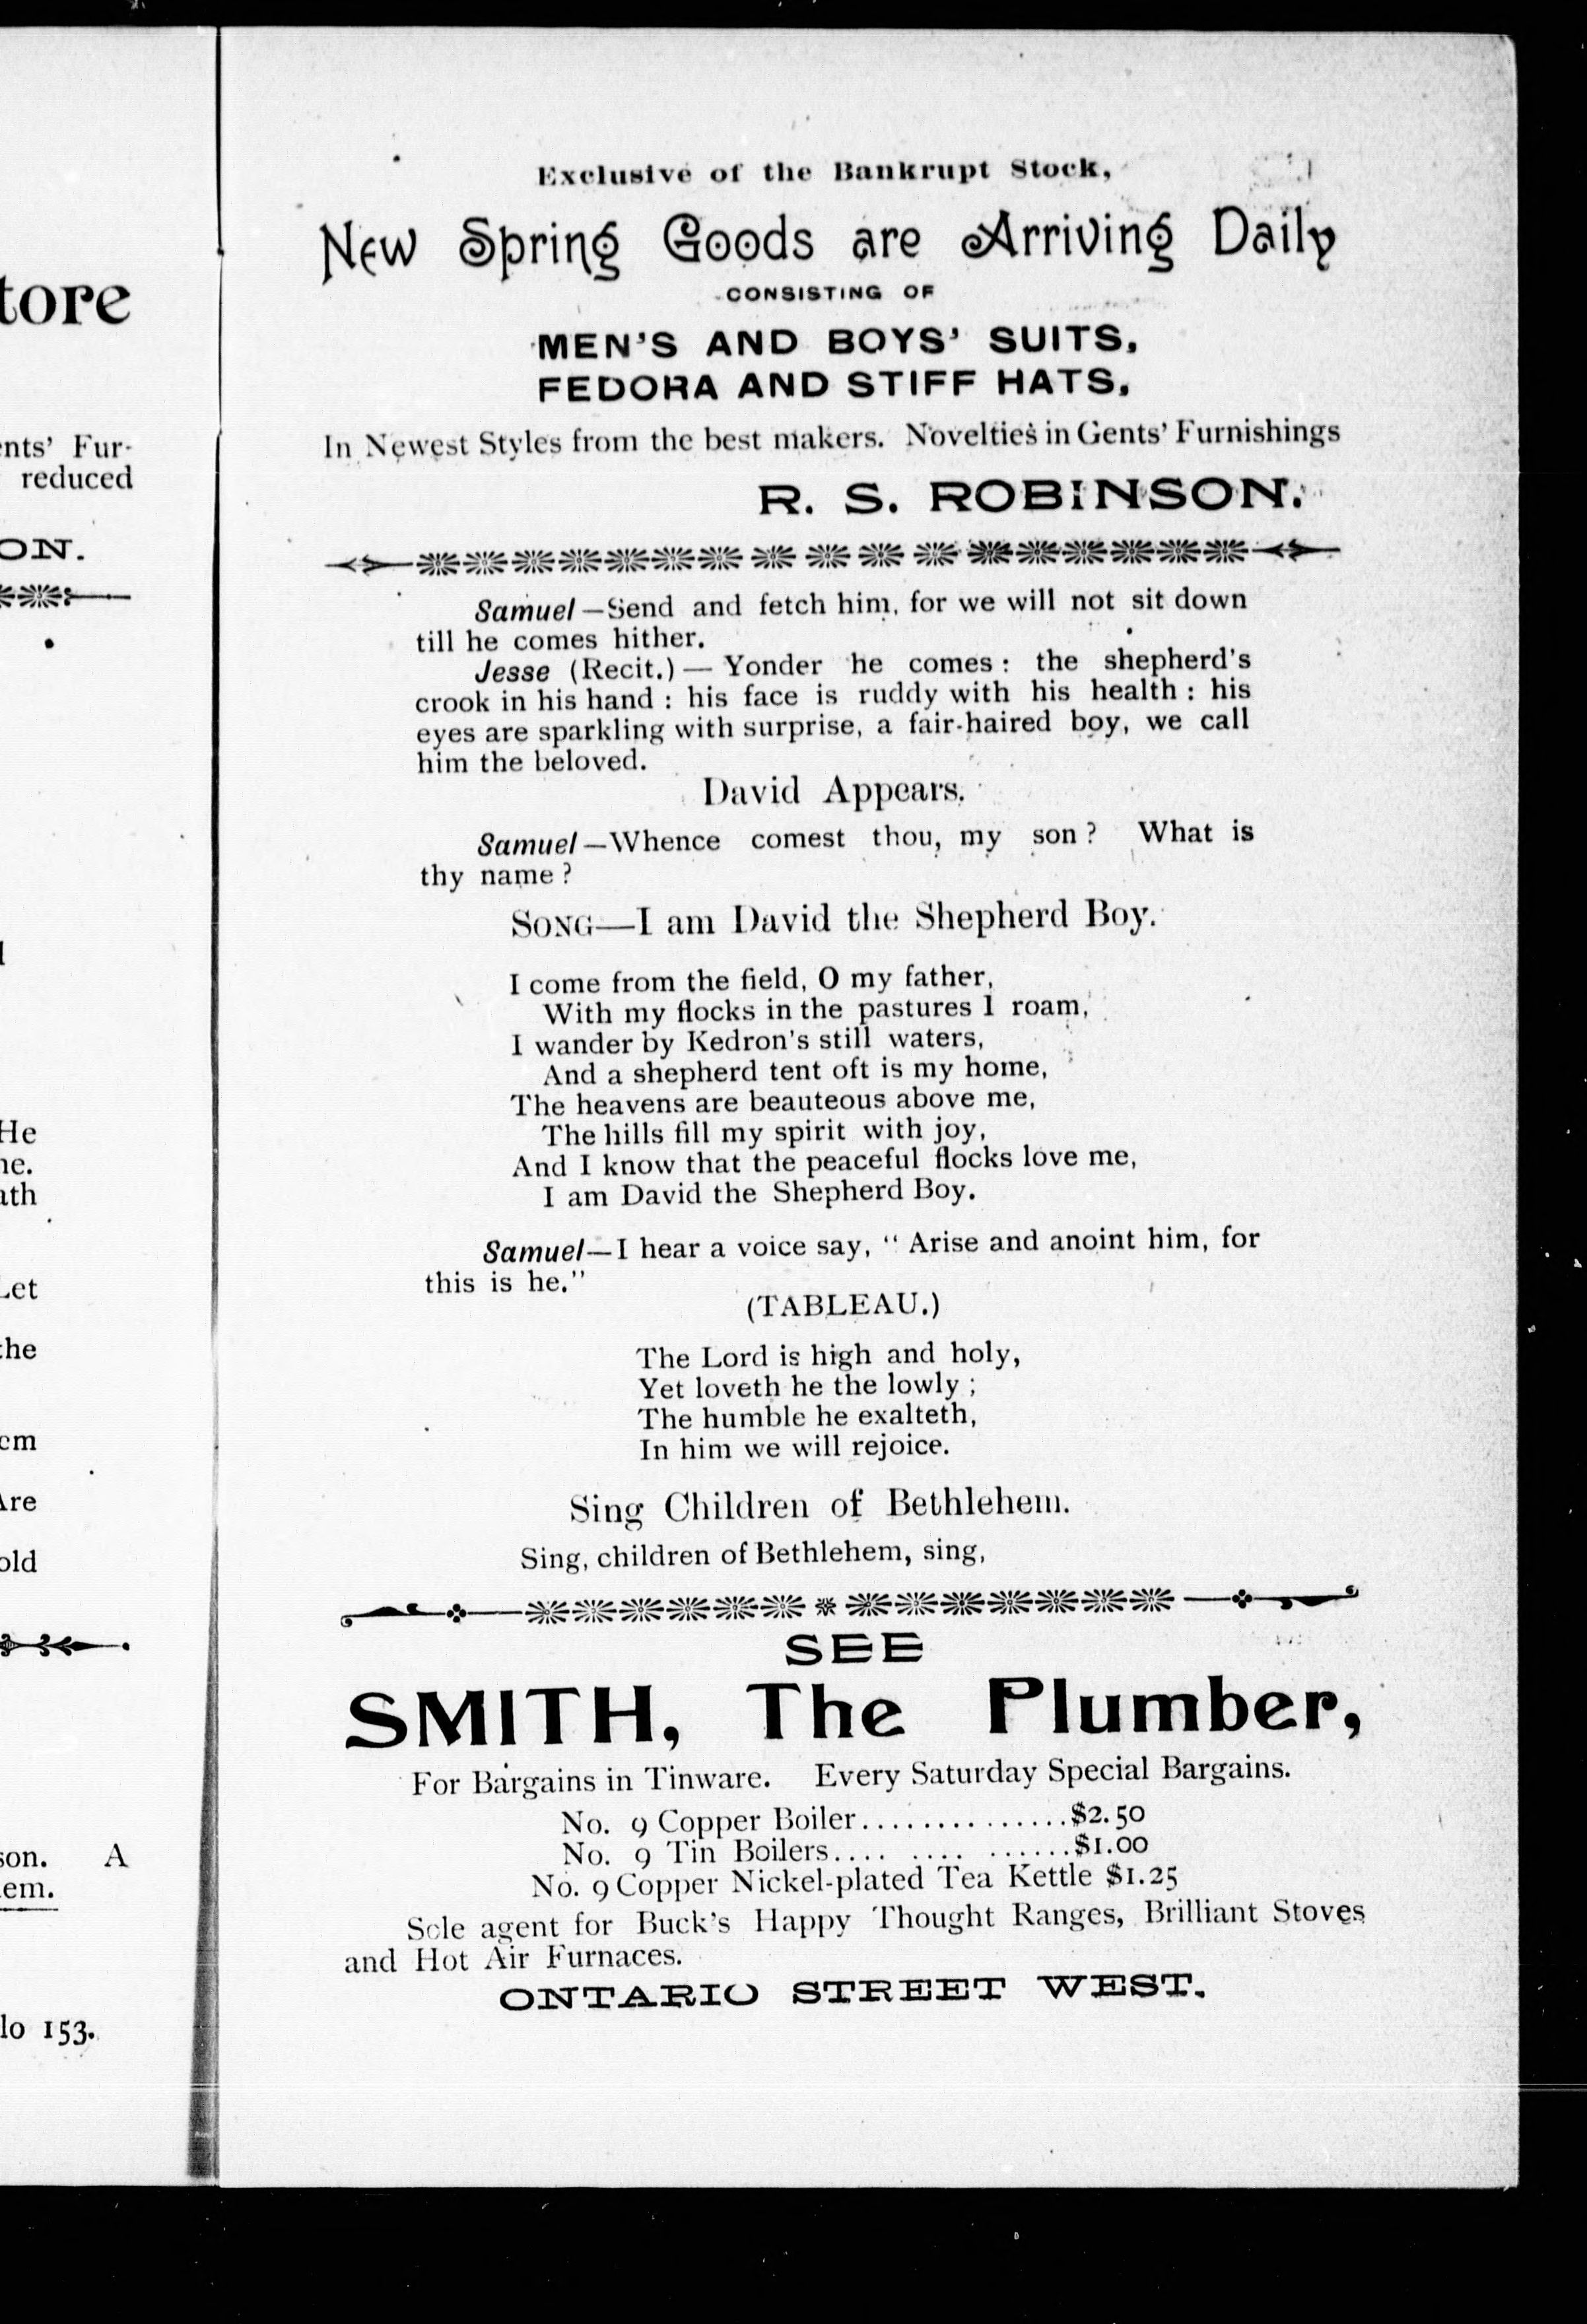 tore
ents' Fur-
reduced
ON.
He
ne.
ath
Let
the
em
Are
old
son. A
lem.
lo 153.
Exclusive of the Bankrupt Stock,
New Spring Goods are Arriving Daily
CONSISTING OF
MEN'S AND BOYS' SUITS,
FEDORA AND STIFF HATS,
In Newest Styles from the best makers. Novelties in Gents' Furnishings
R. S. ROBINSON.
Samuel—Send and fetch him, for we will not sit down
till he comes hither.
Jesse (Recit.)— Yonder he comes : the shepherd's
crook in his hand : his face is ruddy with his health : his
eyes are sparkling with surprise, a fair-haired boy, we call
him the beloved.
David Appears.
Samuel—Whence comest thou, my son ? What is
thy name ?
SONG—I am David the Shepherd Boy.
I come from the field, O my father,
With my flocks in the pastures I roam,
I wander by Kedron's still waters,
And a shepherd tent oft is my home,
The heavens are beauteous above me,
The hills fill my spirit with joy,
And I know that the peaceful flocks love me,
I am David the Shepherd Boy.
Samuel—I hear a voice say, " Arise and anoint him, for
this is he."
(TABLEAU.)
The Lord is high and holy,
Yet loveth he the lowly ;
The humble he exalteth,
In him we will rejoice.
Sing Children of Bethlehem.
Sing, children of Bethlehem, sing,
SEE
SMITH, The Plumber,
For Bargains in Tinware. Every Saturday Special Bargains.
No. 9 Copper Boiler..............$2.50
No. 9 Tin Boilers.... .... ......$1.00
No. 9 Copper Nickel-plated Tea Kettle $1.25
Sole agent for Buck's Happy Thought Ranges, Brilliant Stoves
and Hot Air Furnaces.
ONTARIO STREET WEST.